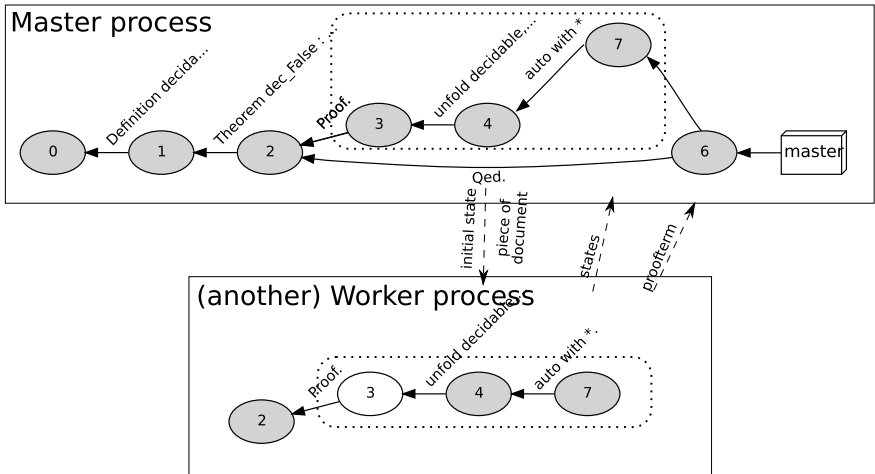 Master process
Definition decida...
Theorem dec_False : ...
Proof.
unfold decidable,...
auto with *.
7
3
4
0
1
2
6
master
Qed.
initial state
piece of
document
states
proofterm
(another) Worker process
Proof.
unfold decidable,...
auto with *.
3
4
7
2